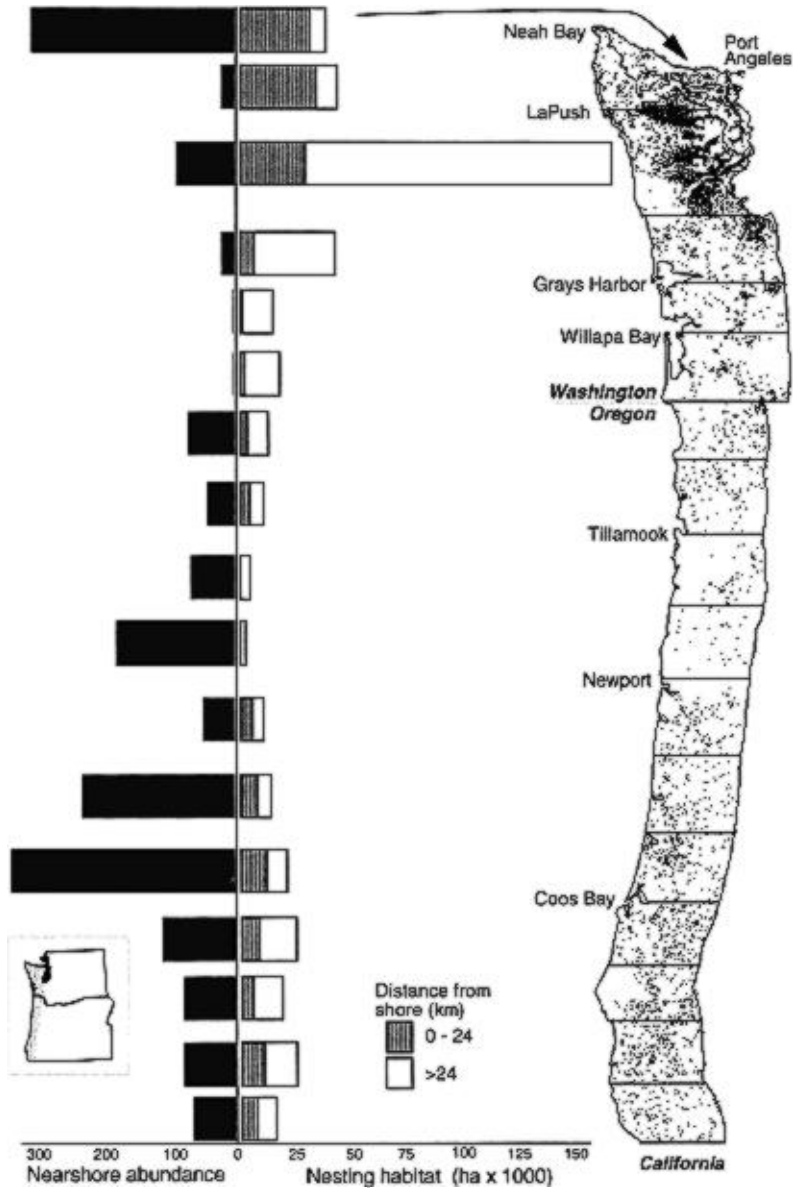 Neah Bay
Port
Angeles
LaPush
Grays Harbor
Willapa Bay
Washington
Oregon
Tillamook
Newport
Coos Bay
Distance from
shore (km)
0 - 24
>24
300 200 100 0 25 50 75 100 125 150
Nearshore abundance Nesting habitat (ha x 1000)
California